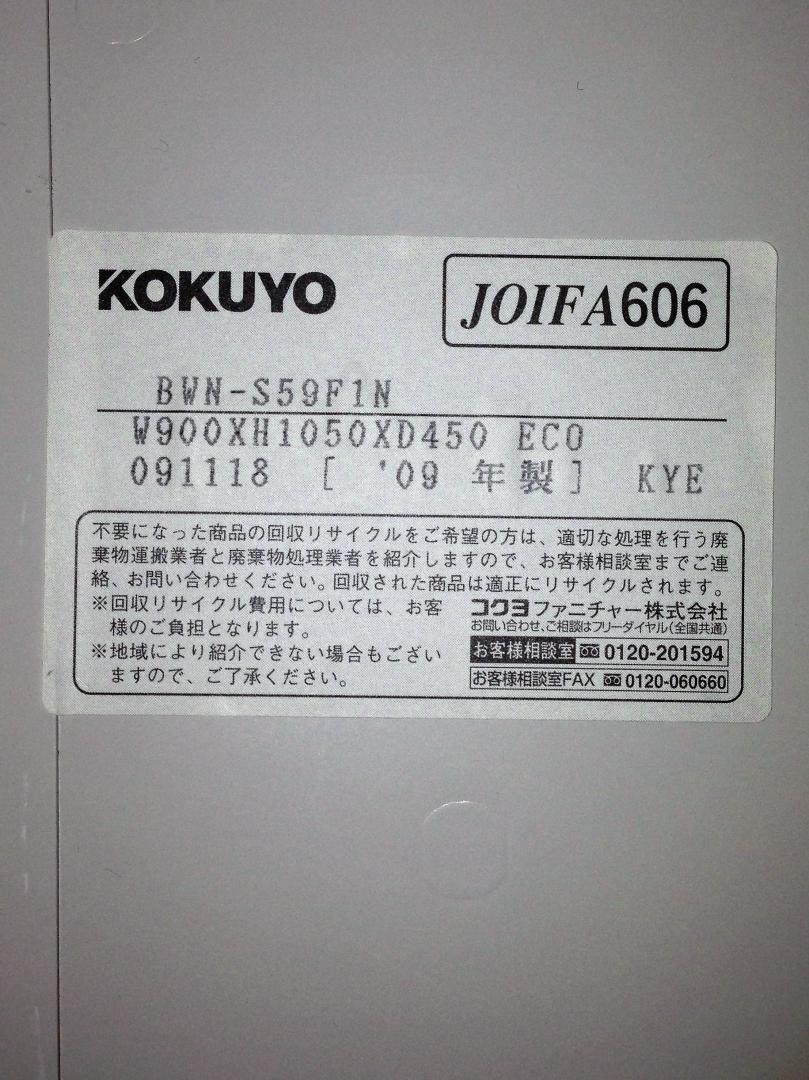 KOKUYO
JOIFA606
BWN-S59F1N
W900XH1050XD450 ECO
091118 [ '09 年製] KYE
不要になった商品の回収リサイクルをご希望の方は、適切な処理を行う廃
棄物運搬業者と廃棄物処理業者を紹介しますので、お客様相談室までご連
絡、お問い合わせください。回収された商品は適正にリサイクルされます。
※回収リサイクル費用については、お客
様のご負担となります。
※地域により紹介できない場合もござい
ますので、ご了承ください。
コクヨファニチャー株式会社
お問い合わせ、ご相談はフリーダイヤル(全国共通)
お客様相談室 0120-201594
お客様相談室FAX 0120-060660